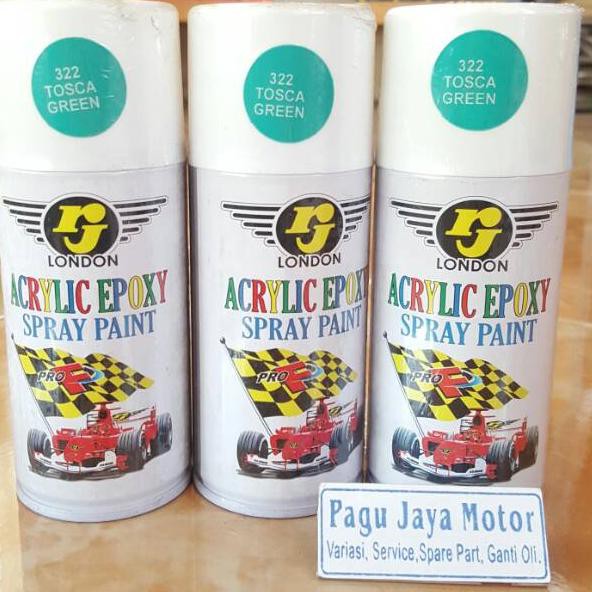 322
TOSCA
GREEN
rj
LONDON
ACRYLIC EPOXY
SPRAY PAINT
PRO F
322
TOSCA
GREEN
rj
LONDON
ACRYLIC EPOXY
SPRAY PAINT
PRO F
322
TOSCA
GREEN
rj
LONDON
ACRYLIC EPOXY
SPRAY PAINT
PRO F
Pagu Jaya Motor
Variasi, Service,Spare Part, Ganti Oli.